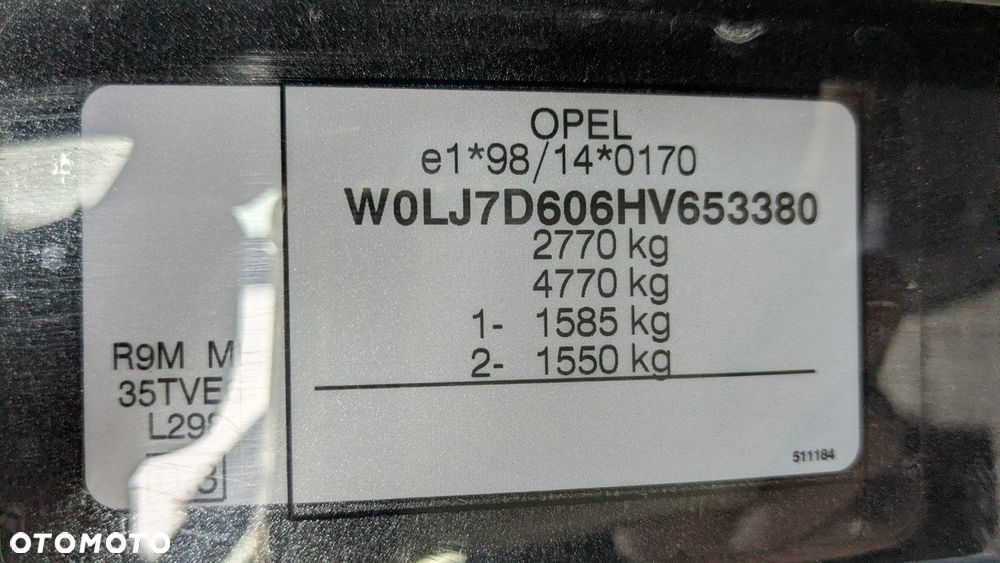 OPEL
e1*98/14*0170
W0LJ7D606HV653380
2770 kg
4770 kg
1- 1585 kg
2- 1550 kg
R9M M
35TVE
511184
OTOMOTO